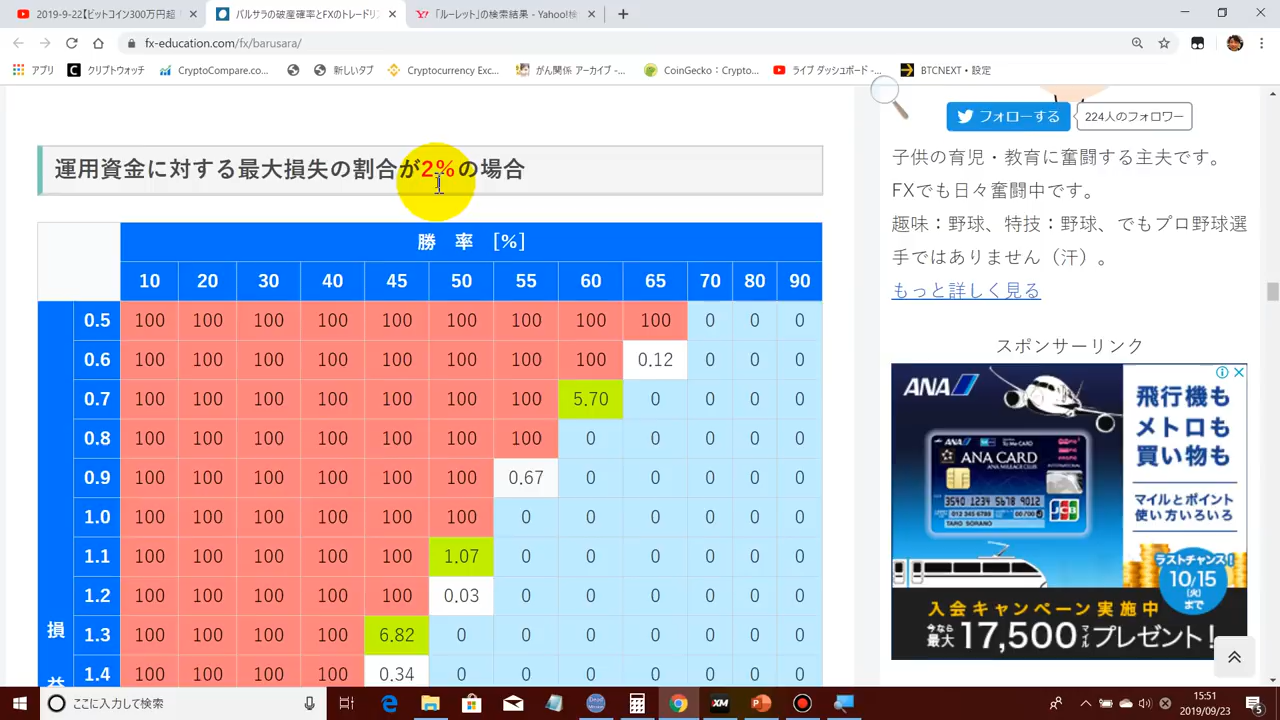 2019-9-22【ビットコイン300万円超
バルサラの破産確率とFXのトレードリス
「ルーレット」の検索結果 - Yahoo!検
fx-education.com/fx/barusara/
アプリ
クリプトウォッチ
CryptoCompare.co...
新しいタブ
Cryptocurrency Exc...
がん関係 アーカイブ -...
CoinGecko : Crypto...
ライブ ダッシュボード -...
BTCNEXT・設定
運用資金に対する最大損失の割合が2%の場合
勝 率 [%]
10 20 30 40 45 50 55 60 65 70 80 90
0.5 100 100 100 100 100 100 100 100 100 0 0 0
0.6 100 100 100 100 100 100 100 100 0.12 0 0 0
0.7 100 100 100 100 100 100 100 5.70 0 0 0 0
0.8 100 100 100 100 100 100 100 0 0 0 0 0
0.9 100 100 100 100 100 100 0.67 0 0 0 0 0
1.0 100 100 100 100 100 100 0 0 0 0 0 0
1.1 100 100 100 100 100 1.07 0 0 0 0 0 0
1.2 100 100 100 100 100 0.03 0 0 0 0 0 0
損
1.3 100 100 100 100 6.82 0 0 0 0 0 0 0
1.4 100 100 100 100 0.34 0 0 0 0 0 0 0
フォローする
224人のフォロワー
子供の育児・教育に奮闘する主夫です。
FXでも日々奮闘中です。
趣味：野球、特技：野球、でもプロ野球選
手ではありません（汗）。
もっと詳しく見る
スポンサーリンク
ANA
飛行機も
メトロも
買い物も
ANA CARD
ANA MILEAGE CLUB
3540 1234 5678 9012
TARO SORANO
JCB
マイルとポイント
使い方いろいろ
ラストチャンス!
10/15
(火)
まで
入会キャンペーン実施中
今なら
最大 17,500マイルプレゼント!
ここに入力して検索
XM
15:51
2019/09/23
5